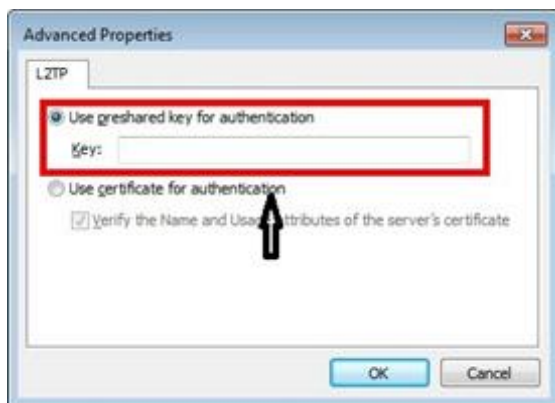 Advanced Properties
L2TP
Use preshared key for authentication
Key:
Use certificate for authentication
Verify the Name and Usage attributes of the server's certificate
OK
Cancel